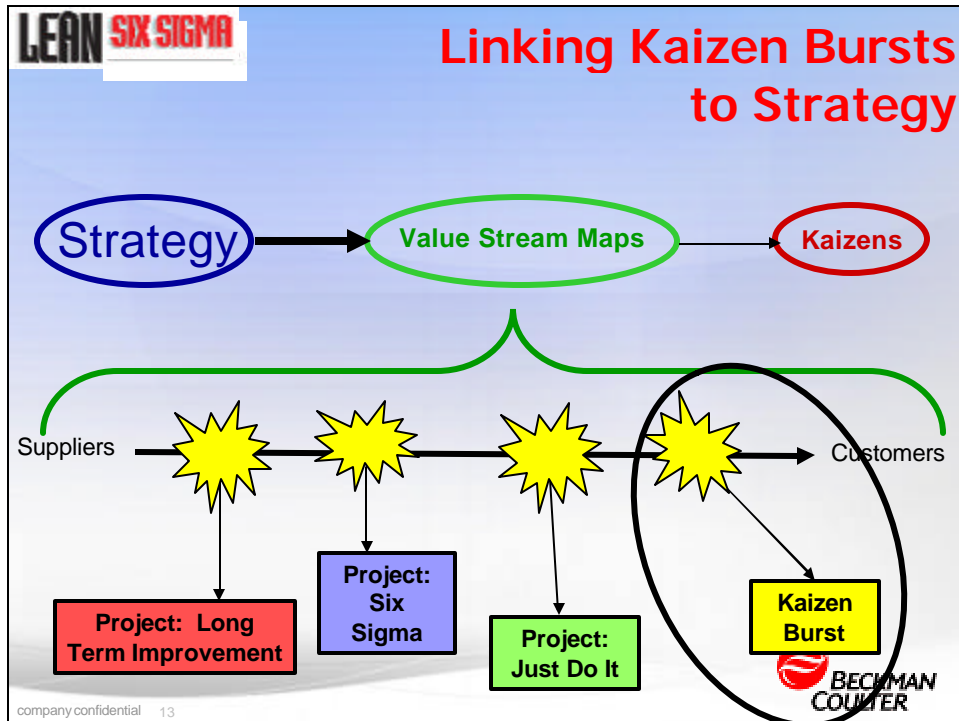 LEAN SIX SIGMA
Linking Kaizen Bursts
to Strategy
Strategy
Value Stream Maps
Kaizens
Suppliers
Customers
Project: Long
Term Improvement
Project:
Six
Sigma
Project:
Just Do It
Kaizen
Burst
BECKMAN
COULTER
company confidential 13